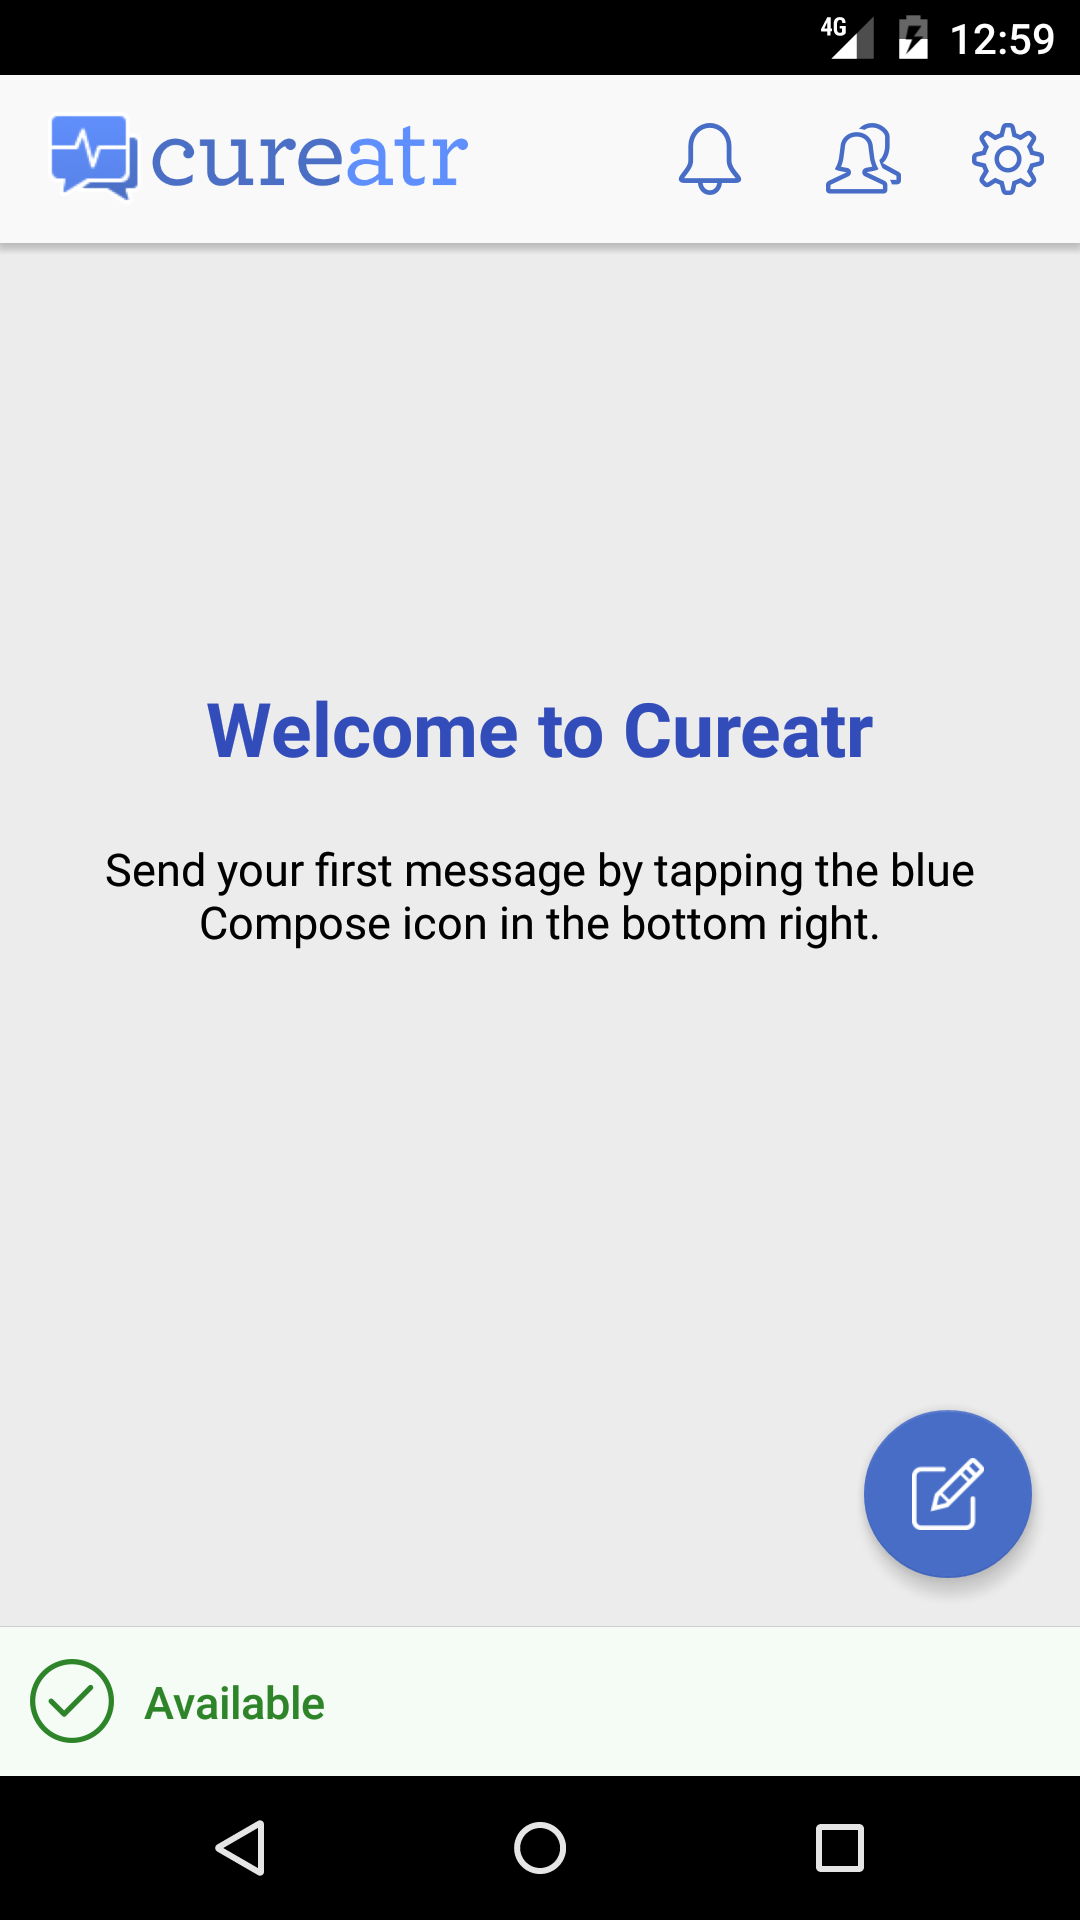 4G 12:59
cureatr
Welcome to Cureatr
Send your first message by tapping the blue
Compose icon in the bottom right.
Available